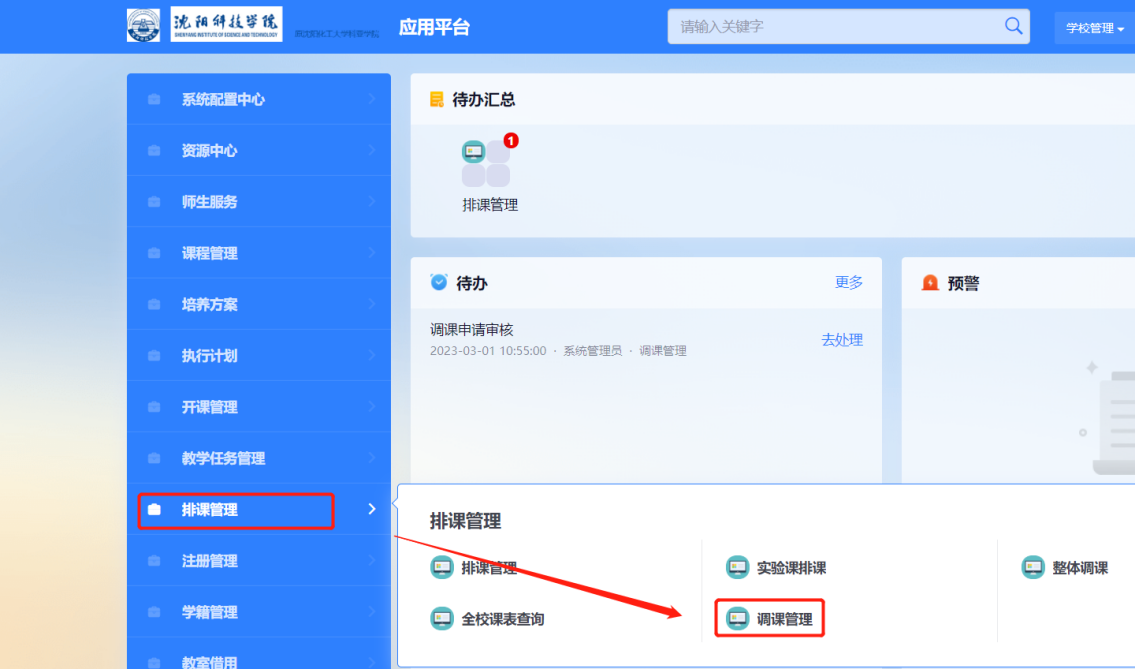 沈阳科技学院
SHENYANG INSTITUTE OF SCIENCE AND TECHNOLOGY
应用平台
请输入关键字
学校管理
系统配置中心
资源中心
师生服务
课程管理
培养方案
执行计划
开课管理
教学任务管理
排课管理
注册管理
学籍管理
教室借用
待办汇总
1
排课管理
待办
更多
调课申请审核
2023-03-01 10:55:00 · 系统管理员 · 调课管理
去处理
预警
排课管理
排课管理
实验课排课
整体调课
全校课表查询
调课管理